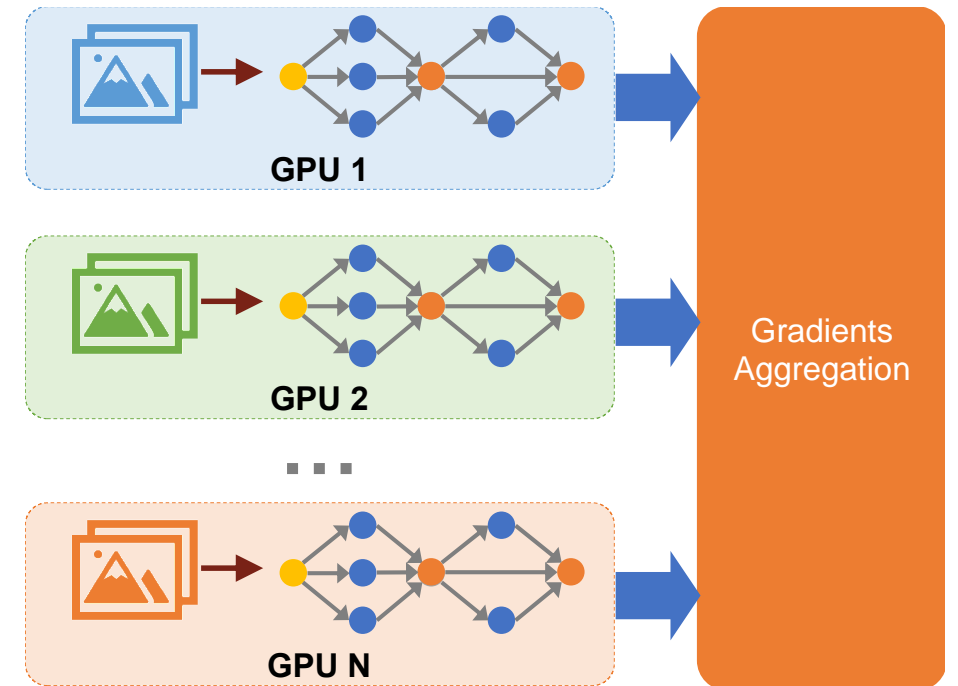 GPU 1
GPU 2
...
GPU N
Gradients
Aggregation